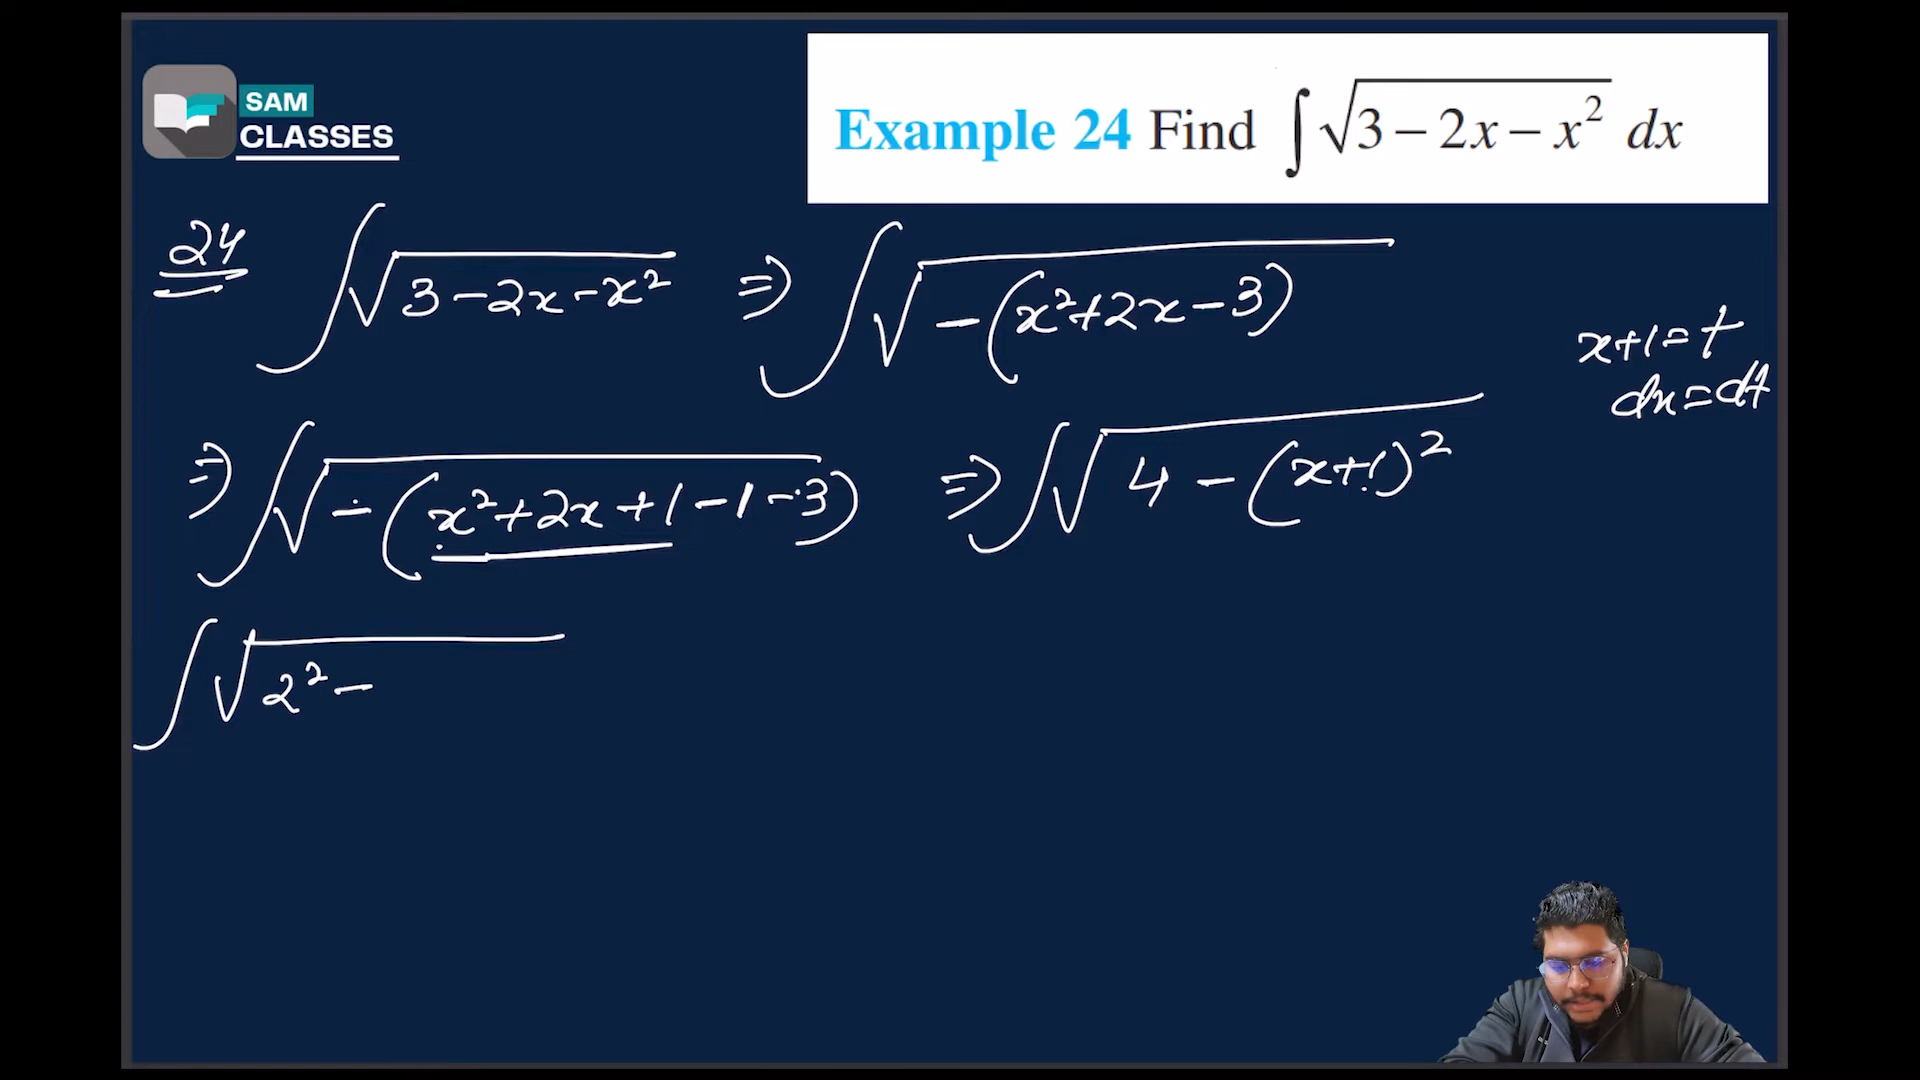 SAM
CLASSES
Example 24 Find ∫√(3 – 2x – x²) dx
24 ∫√(3-2x-x²) ⇒ ∫√(-(x²+2x-3))
x+1=t
dx=dt
⇒ ∫√(-(x²+2x+1-1-3)) ⇒ ∫√(4-(x+1)²)
∫√(2²-